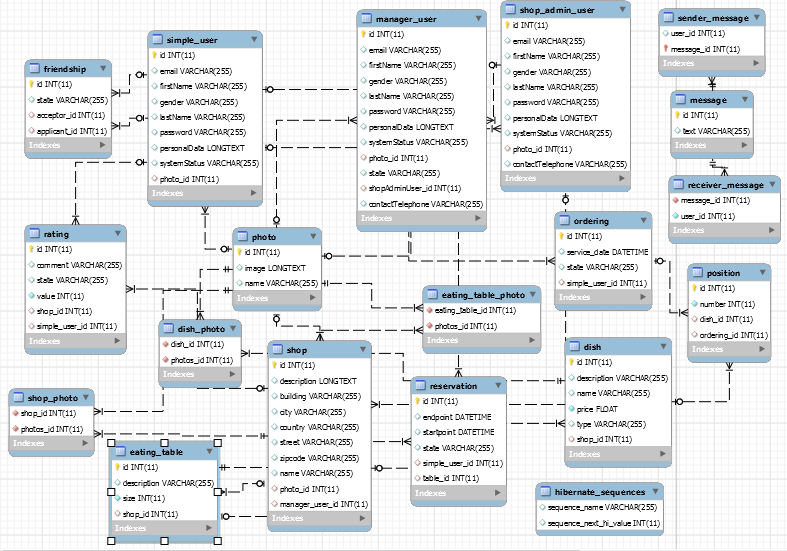 friendship
id INT(11)
state VARCHAR(255)
acceptor_id INT(11)
applicant_id INT(11)
Indexes
simple_user
id INT(11)
email VARCHAR(255)
firstName VARCHAR(255)
gender VARCHAR(255)
lastName VARCHAR(255)
password VARCHAR(255)
personalData LONGTEXT
systemStatus VARCHAR(255)
photo_id INT(11)
Indexes
manager_user
id INT(11)
email VARCHAR(255)
firstName VARCHAR(255)
gender VARCHAR(255)
lastName VARCHAR(255)
password VARCHAR(255)
personalData LONGTEXT
systemStatus VARCHAR(255)
photo_id INT(11)
state VARCHAR(255)
shopAdminUser_id INT(11)
contactTelephone VARCHAR(255)
Indexes
shop_admin_user
id INT(11)
email VARCHAR(255)
firstName VARCHAR(255)
gender VARCHAR(255)
lastName VARCHAR(255)
password VARCHAR(255)
personalData LONGTEXT
systemStatus VARCHAR(255)
photo_id INT(11)
contactTelephone VARCHAR(255)
Indexes
sender_message
user_id INT(11)
message_id INT(11)
Indexes
message
id INT(11)
text VARCHAR(255)
Indexes
receiver_message
message_id INT(11)
user_id INT(11)
Indexes
rating
id INT(11)
comment VARCHAR(255)
state VARCHAR(255)
value INT(11)
shop_id INT(11)
simple_user_id INT(11)
Indexes
photo
id INT(11)
image LONGTEXT
name VARCHAR(255)
Indexes
ordering
id INT(11)
service_date DATETIME
state VARCHAR(255)
simple_user_id INT(11)
Indexes
position
id INT(11)
number INT(11)
dish_id INT(11)
ordering_id INT(11)
Indexes
eating_table_photo
eating_table_id INT(11)
photos_id INT(11)
Indexes
dish_photo
dish_id INT(11)
photos_id INT(11)
Indexes
shop
id INT(11)
description LONGTEXT
building VARCHAR(255)
city VARCHAR(255)
country VARCHAR(255)
street VARCHAR(255)
zipcode VARCHAR(255)
name VARCHAR(255)
photo_id INT(11)
manager_user_id INT(11)
Indexes
dish
id INT(11)
description VARCHAR(255)
name VARCHAR(255)
price FLOAT
type VARCHAR(255)
shop_id INT(11)
Indexes
reservation
id INT(11)
endpoint DATETIME
startpoint DATETIME
state VARCHAR(255)
simple_user_id INT(11)
table_id INT(11)
Indexes
shop_photo
shop_id INT(11)
photos_id INT(11)
Indexes
eating_table
id INT(11)
description VARCHAR(255)
size INT(11)
shop_id INT(11)
Indexes
hibernate_sequences
sequence_name VARCHAR(255)
sequence_next_hi_value INT(11)
Indexes